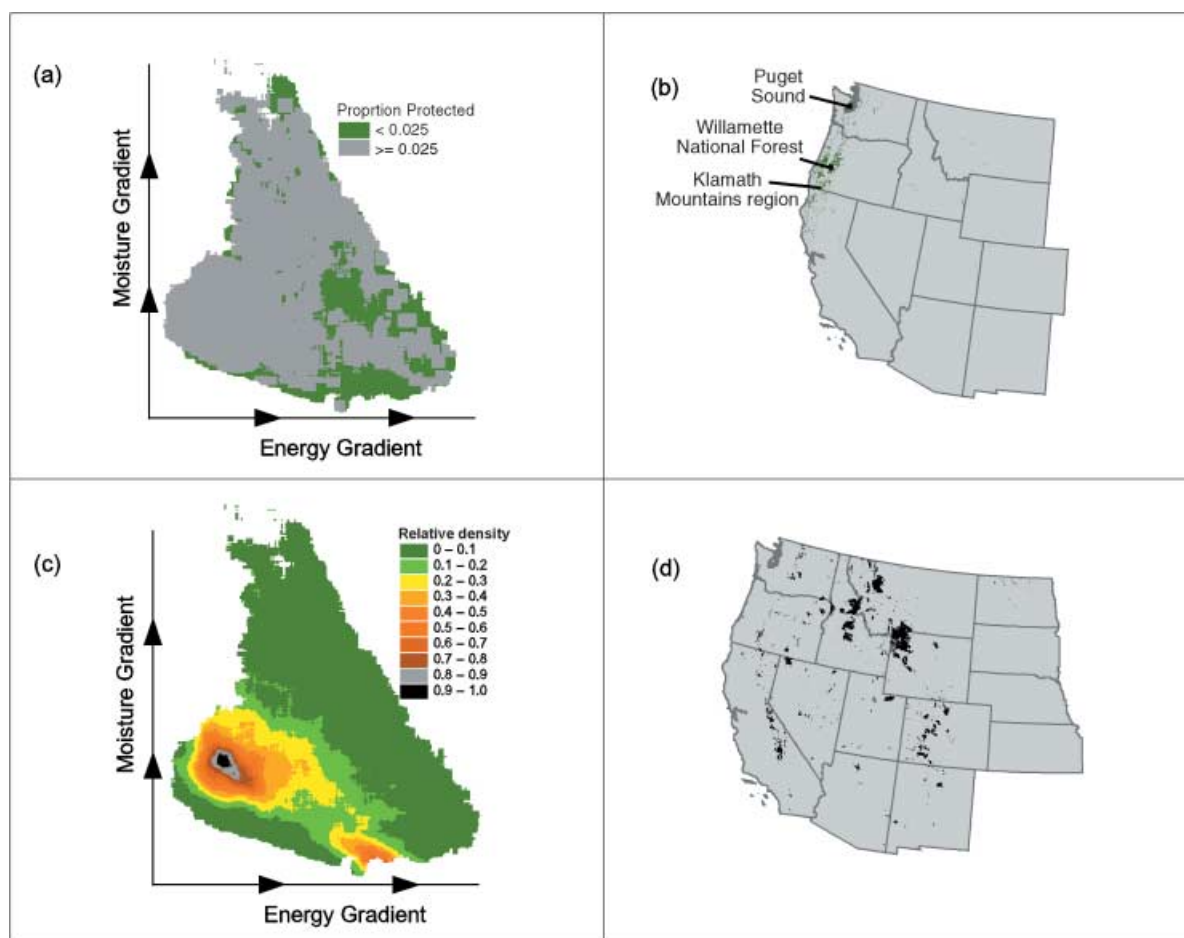 (a)
Moisture Gradient
Energy Gradient
Proprtion Protected
< 0.025
>= 0.025
(b)
Puget
Sound
Willamette
National Forest
Klamath
Mountains region
(c)
Moisture Gradient
Energy Gradient
Relative density
0 – 0.1
0.1 – 0.2
0.2 – 0.3
0.3 – 0.4
0.4 – 0.5
0.5 – 0.6
0.6 – 0.7
0.7 – 0.8
0.8 – 0.9
0.9 – 1.0
(d)